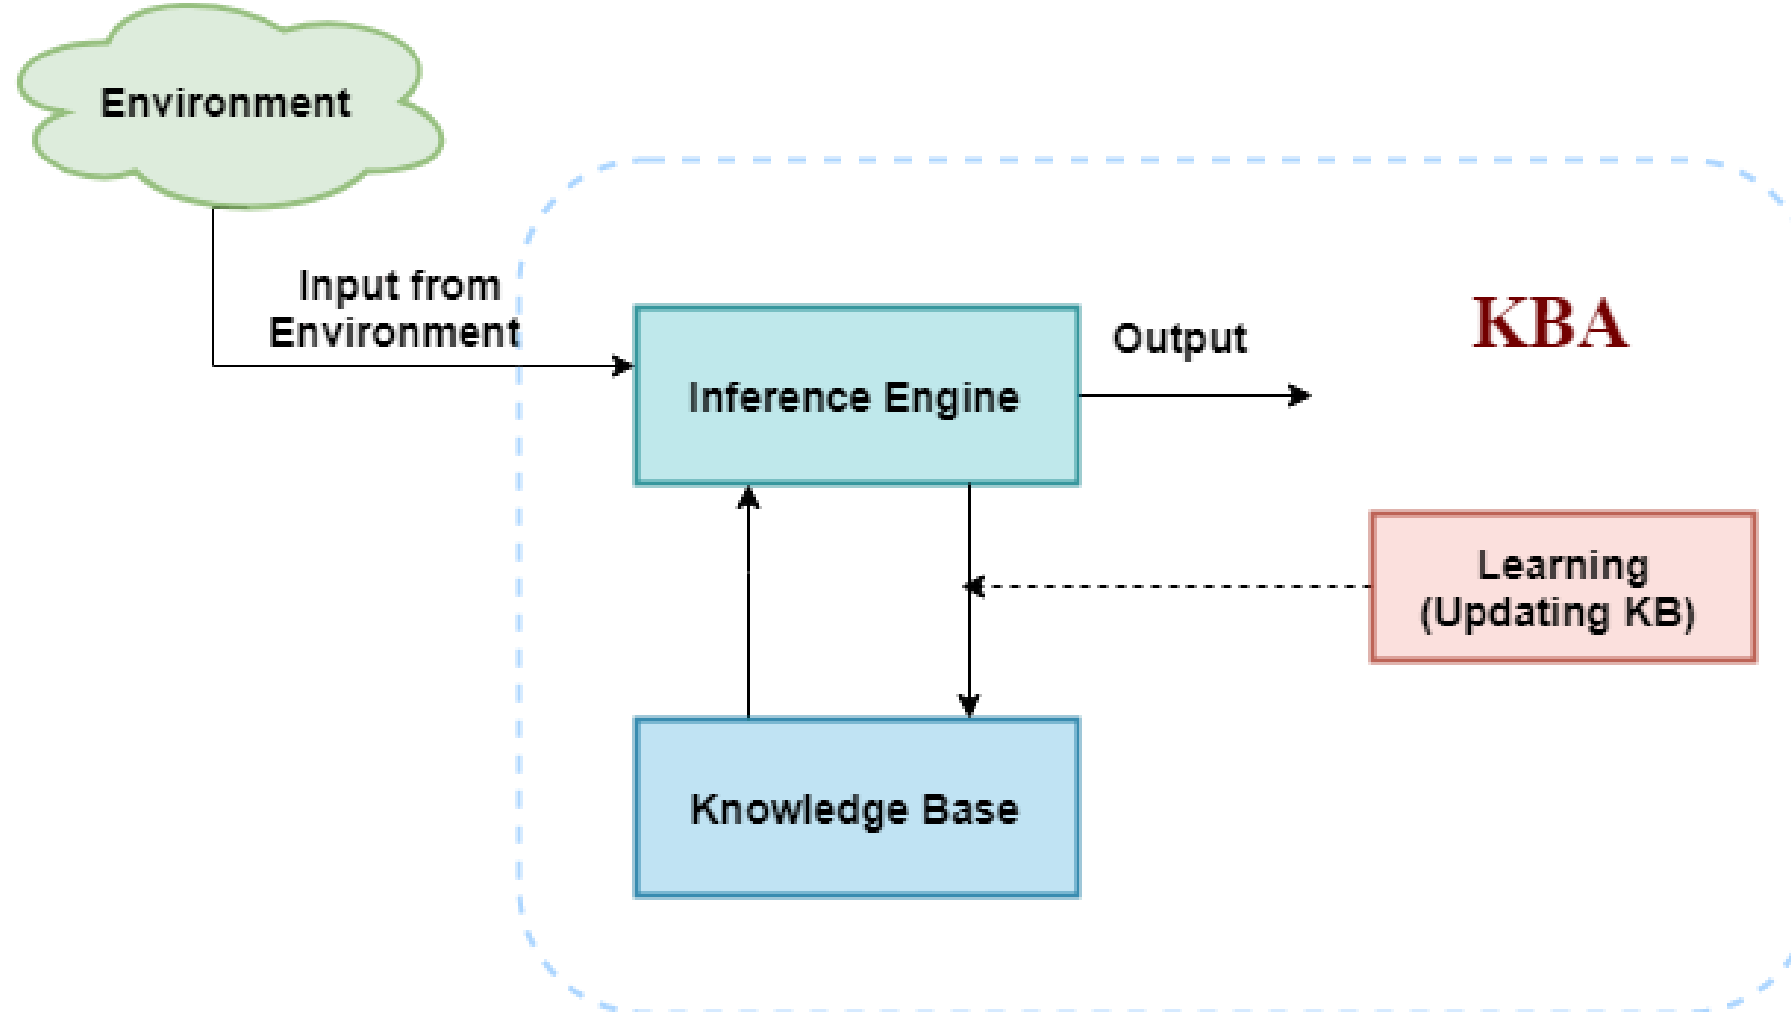 Environment
Input from
Environment
Inference Engine
Output
KBA
Learning
(Updating KB)
Knowledge Base